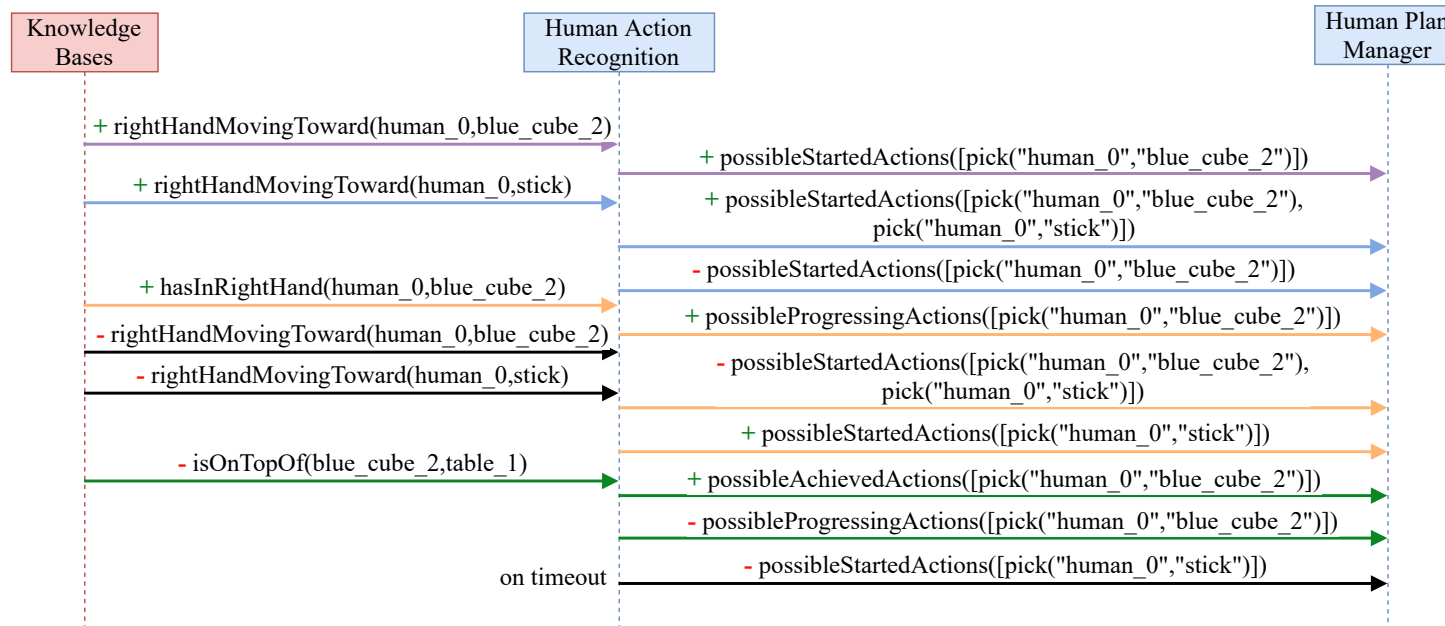 Knowledge
Bases
Human Action
Recognition
Human Plan
Manager
+ rightHandMovingToward(human_0,blue_cube_2)
+ possibleStartedActions([pick("human_0","blue_cube_2")])
+ rightHandMovingToward(human_0,stick)
+ possibleStartedActions([pick("human_0","blue_cube_2"),
pick("human_0","stick")])
- possibleStartedActions([pick("human_0","blue_cube_2")])
+ hasInRightHand(human_0,blue_cube_2)
+ possibleProgressingActions([pick("human_0","blue_cube_2")])
- rightHandMovingToward(human_0,blue_cube_2)
- possibleStartedActions([pick("human_0","blue_cube_2"),
pick("human_0","stick")])
- rightHandMovingToward(human_0,stick)
+ possibleStartedActions([pick("human_0","stick")])
- isOnTopOf(blue_cube_2,table_1)
+ possibleAchievedActions([pick("human_0","blue_cube_2")])
- possibleProgressingActions([pick("human_0","blue_cube_2")])
on timeout
- possibleStartedActions([pick("human_0","stick")])